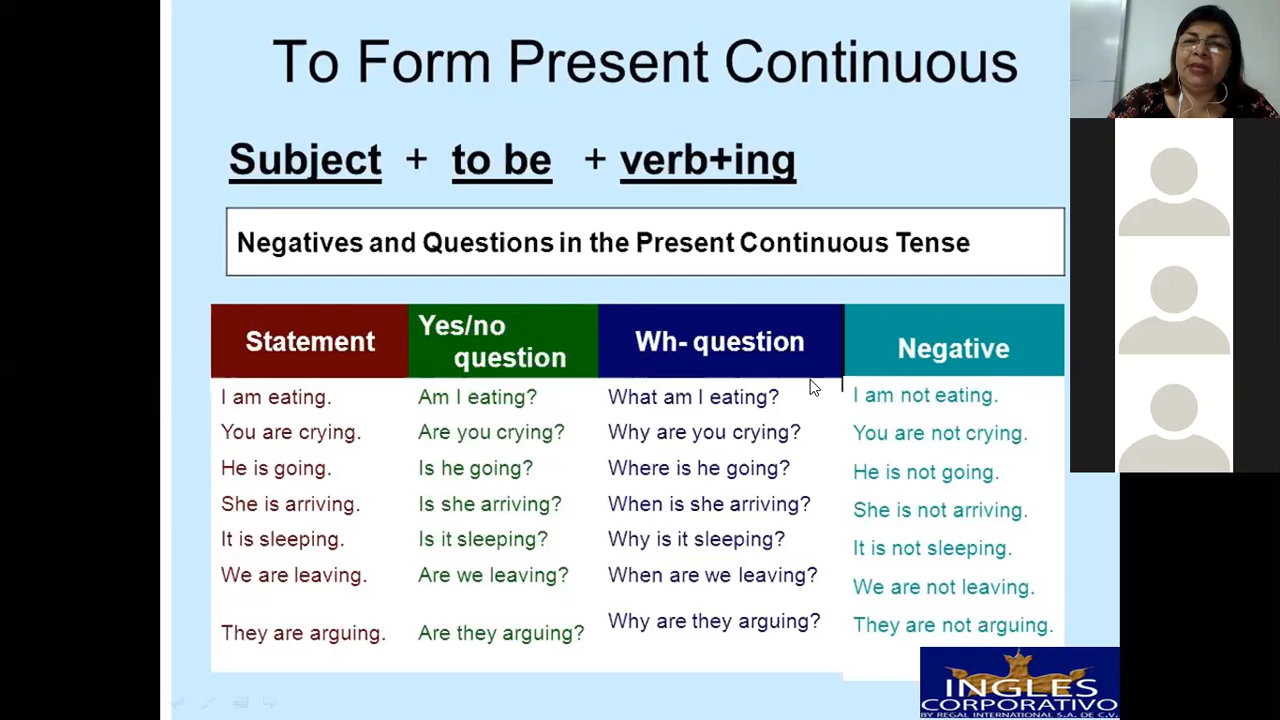 To Form Present Continuous
Subject + to be + verb+ing
Negatives and Questions in the Present Continuous Tense
Statement
Yes/no
question
Wh- question
Negative
I am eating.
Am I eating?
What am I eating?
I am not eating.
You are crying.
Are you crying?
Why are you crying?
You are not crying.
He is going.
Is he going?
Where is he going?
He is not going.
She is arriving.
Is she arriving?
When is she arriving?
She is not arriving.
It is sleeping.
Is it sleeping?
Why is it sleeping?
It is not sleeping.
We are leaving.
Are we leaving?
When are we leaving?
We are not leaving.
They are arguing.
Are they arguing?
Why are they arguing?
They are not arguing.
INGLES
CORPORATIVO
BY REGAL INTERNATIONAL S.A. DE C.V.